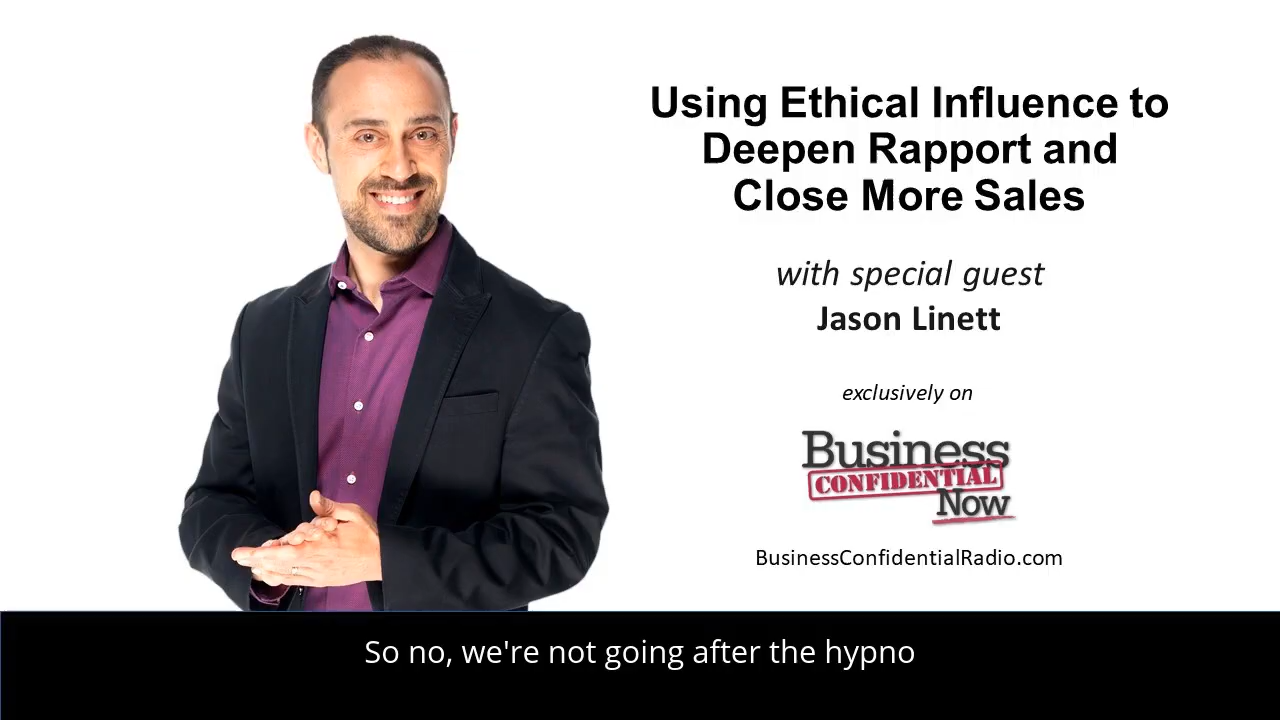 Using Ethical Influence to
Deepen Rapport and
Close More Sales
with special guest
Jason Linett
exclusively on
Business
CONFIDENTIAL
Now
BusinessConfidentialRadio.com
So no, we're not going after the hypno